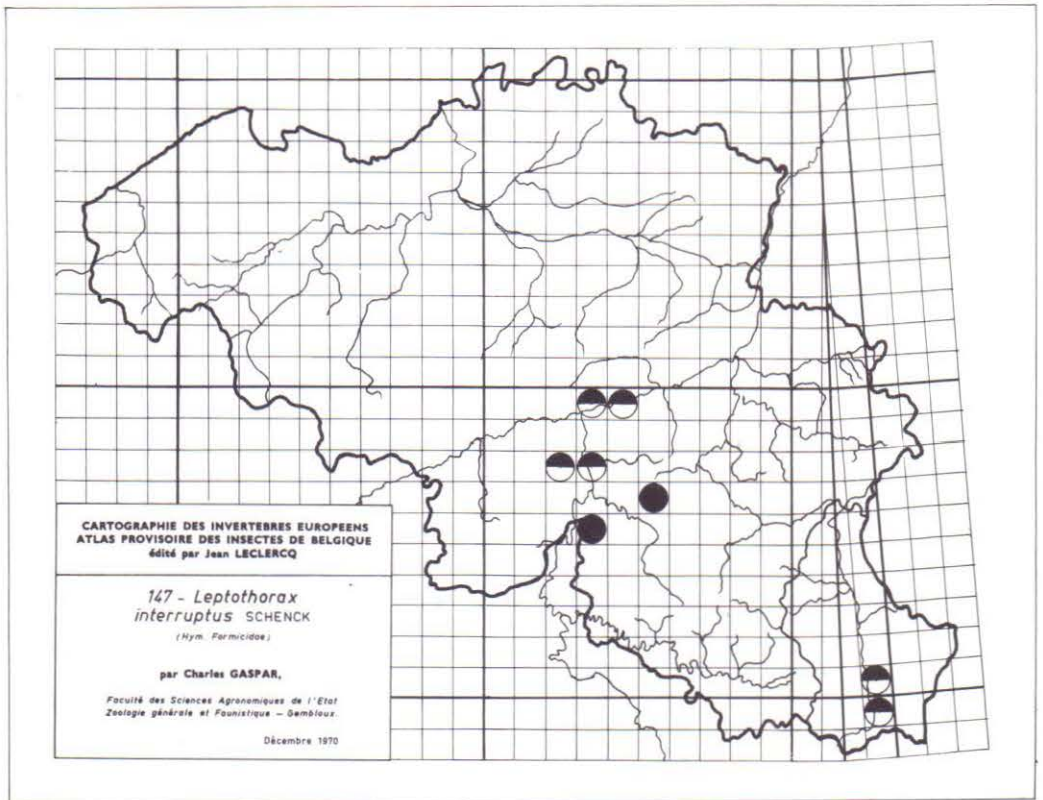 CARTOGRAPHIE DES INVERTEBRES EUROPEENS
ATLAS PROVISOIRE DES INSECTES DE BELGIQUE
édité par Jean LECLERCQ
147 - Leptothorax
interruptus SCHENCK
(Hym. Formicidae)
par Charles GASPAR,
Faculté des Sciences Agronomiques de l'Etat
Zoologie générale et Faunistique - Gembloux.
Décembre 1970